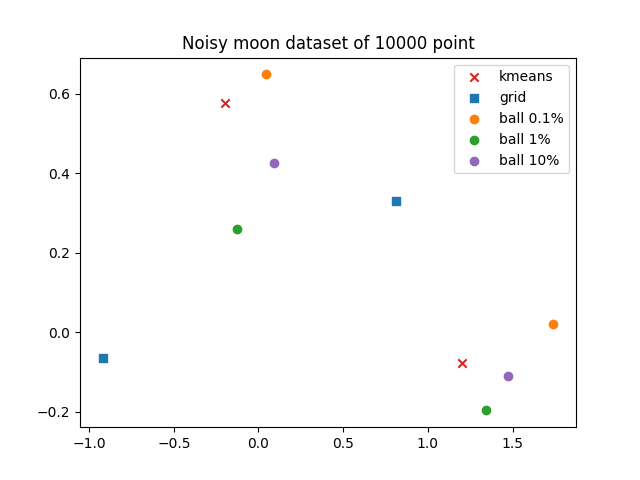 Noisy moon dataset of 10000 point
kmeans
grid
ball 0.1%
ball 1%
ball 10%
0.6
0.4
0.2
0.0
−0.2
−1.0
−0.5
0.0
0.5
1.0
1.5